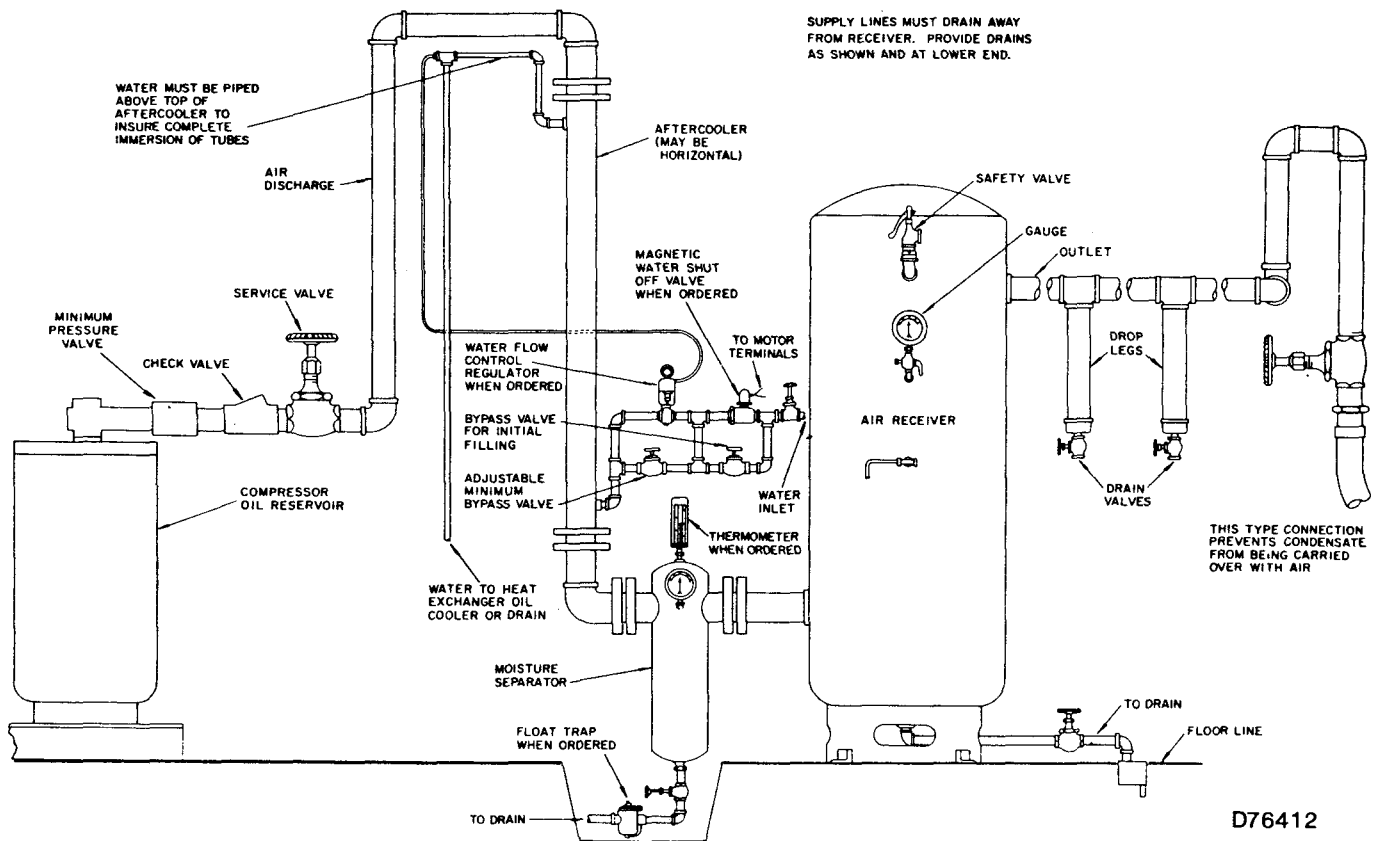 SUPPLY LINES MUST DRAIN AWAY
FROM RECEIVER. PROVIDE DRAINS
AS SHOWN AND AT LOWER END.
WATER MUST BE PIPED
ABOVE TOP OF
AFTERCOOLER TO
INSURE COMPLETE
IMMERSION OF TUBES
AIR
DISCHARGE
AFTERCOOLER
(MAY BE
HORIZONTAL)
SAFETY VALVE
GAUGE
OUTLET
MAGNETIC
WATER SHUT
OFF VALVE
WHEN ORDERED
SERVICE VALVE
MINIMUM
PRESSURE
VALVE
CHECK VALVE
WATER FLOW
CONTROL
REGULATOR
WHEN ORDERED
TO MOTOR
TERMINALS
DROP
LEGS
BYPASS VALVE
FOR INITIAL
FILLING
AIR RECEIVER
ADJUSTABLE
MINIMUM
BYPASS VALVE
WATER
INLET
DRAIN
VALVES
COMPRESSOR
OIL RESERVOIR
THERMOMETER
WHEN ORDERED
THIS TYPE CONNECTION
PREVENTS CONDENSATE
FROM BEING CARRIED
OVER WITH AIR
WATER TO HEAT
EXCHANGER OIL
COOLER OR DRAIN
MOISTURE
SEPARATOR
TO DRAIN
FLOAT TRAP
WHEN ORDERED
FLOOR LINE
TO DRAIN
D76412